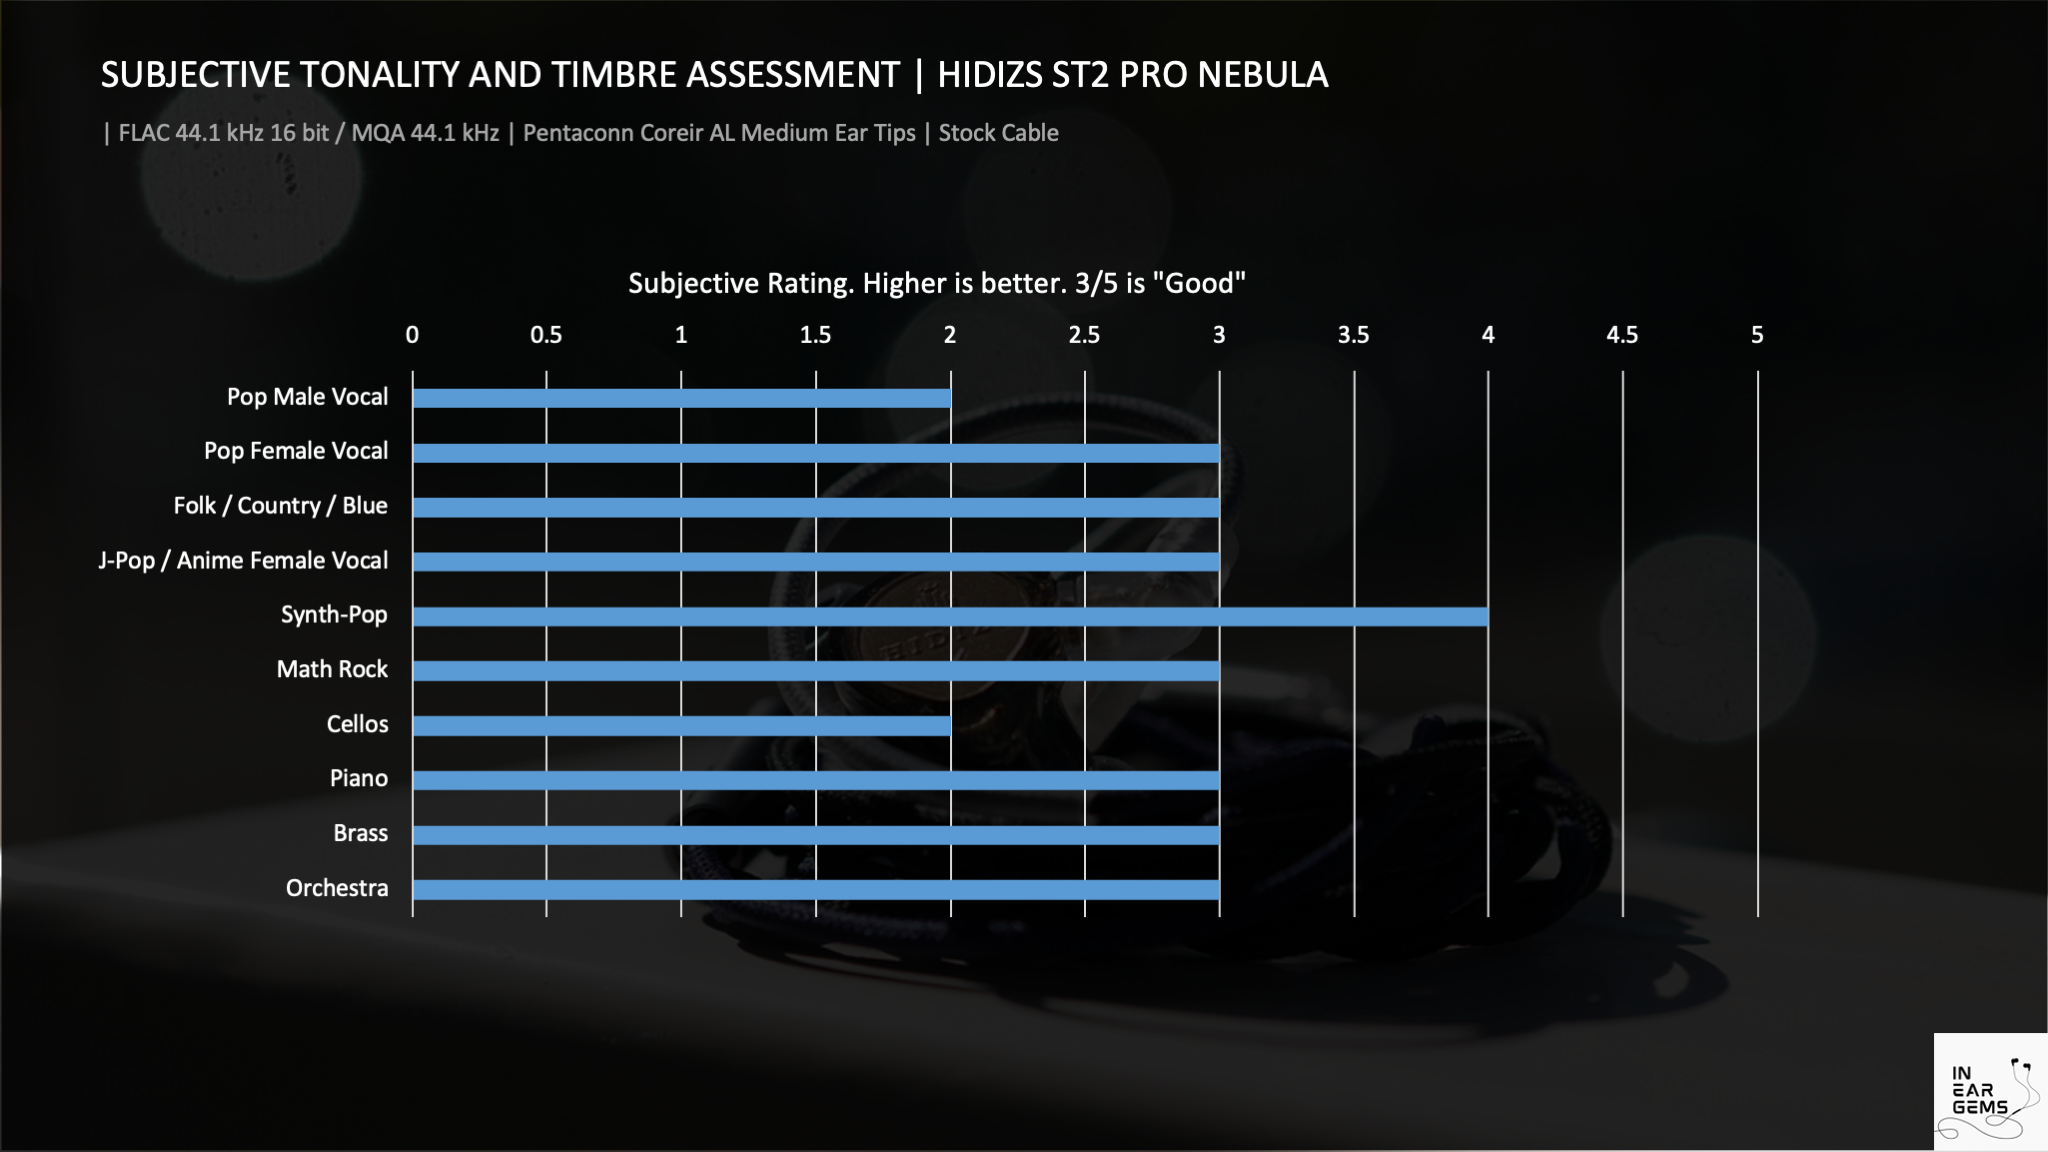 SUBJECTIVE TONALITY AND TIMBRE ASSESSMENT | HIDIZS ST2 PRO NEBULA
| FLAC 44.1 kHz 16 bit / MQA 44.1 kHz | Pentaconn Coreir AL Medium Ear Tips | Stock Cable
Subjective Rating. Higher is better. 3/5 is "Good"
0 0.5 1 1.5 2 2.5 3 3.5 4 4.5 5
Pop Male Vocal
Pop Female Vocal
Folk / Country / Blue
J-Pop / Anime Female Vocal
Synth-Pop
Math Rock
Cellos
Piano
Brass
Orchestra
HIDIZS
IN
EAR
GEMS